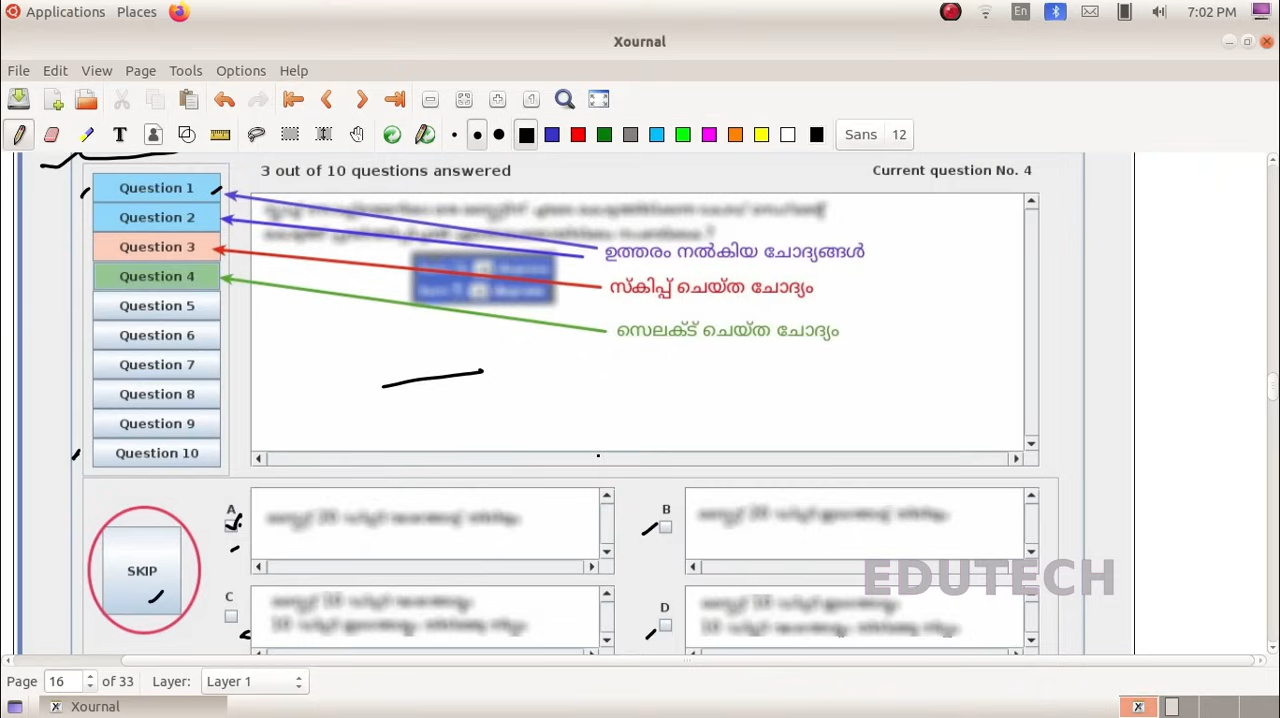 Applications Places En 7:02 PM
Xournal
File Edit View Page Tools Options Help
Sans 12
3 out of 10 questions answered Current question No. 4
Question 1
Question 2
Question 3
Question 4
Question 5
Question 6
Question 7
Question 8
Question 9
Question 10
ഉത്തരം നൽകിയ ചോദ്യങ്ങൾ
സ്കിപ്പ് ചെയ്ത ചോദ്യം
സെലക്ട് ചെയ്ത ചോദ്യം
A
B
SKIP
EDUTECH
C
D
Page 16 of 33 Layer: Layer 1
Xournal